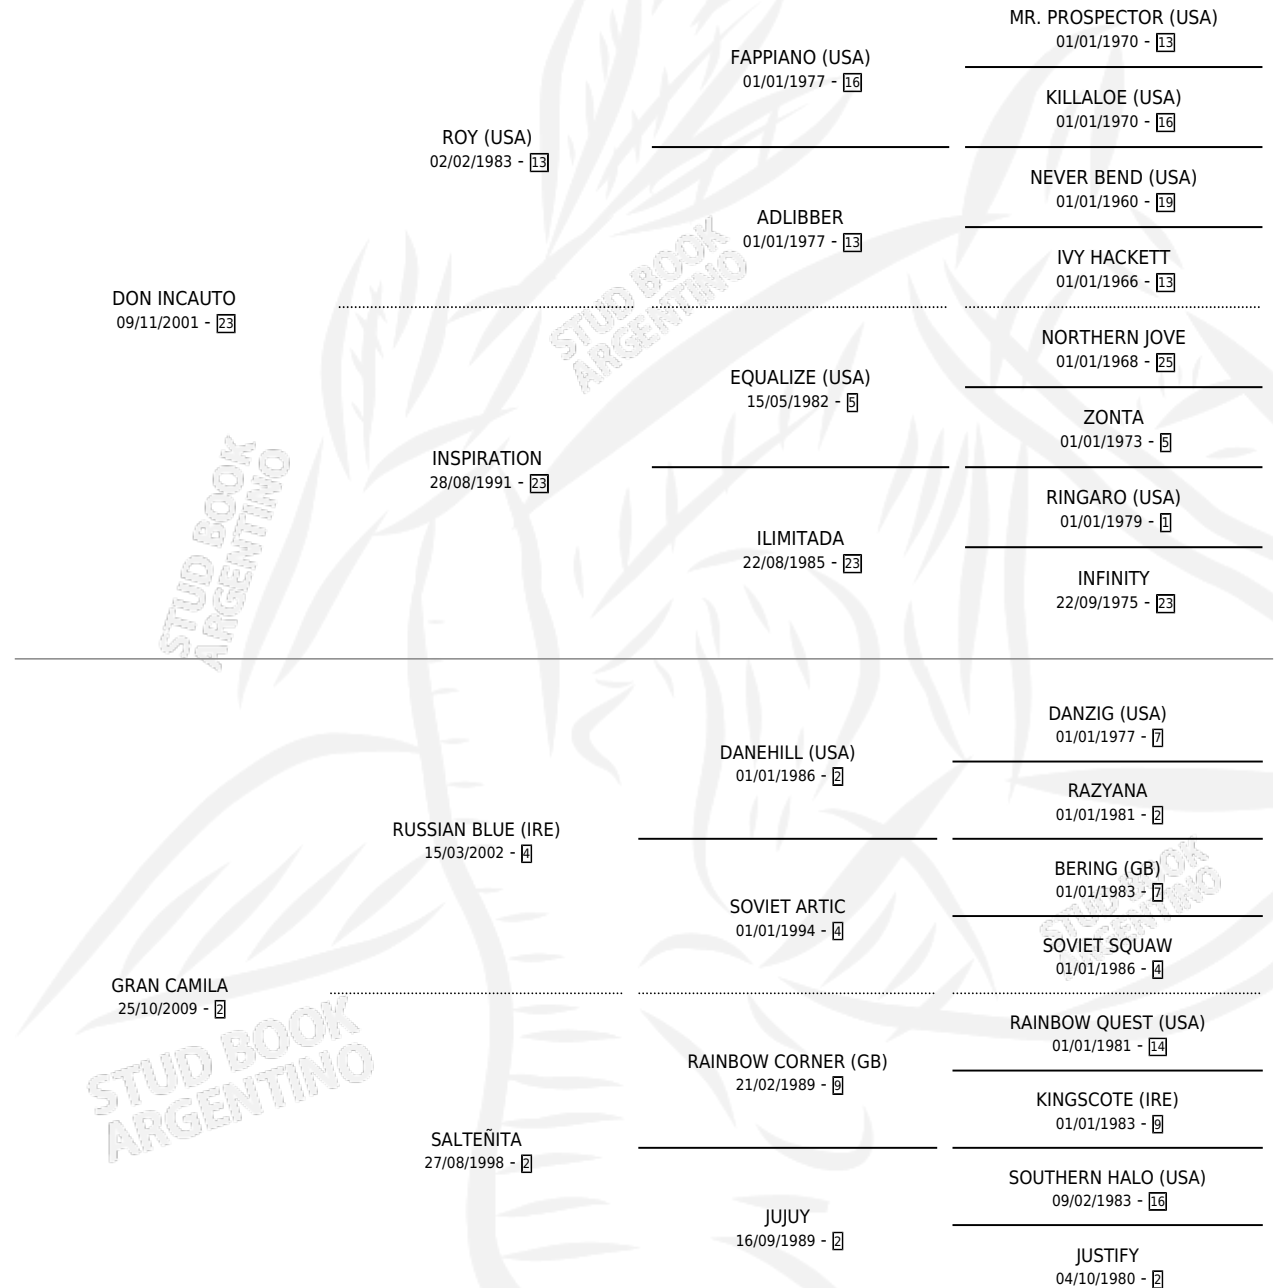 MR. PROSPECTOR (USA)
01/01/1970 - 13
FAPPIANO (USA)
01/01/1977 - 16
KILLALOE (USA)
01/01/1970 - 16
ROY (USA)
02/02/1983 - 13
NEVER BEND (USA)
01/01/1960 - 19
ADLIBBER
01/01/1977 - 13
IVY HACKETT
01/01/1966 - 13
DON INCAUTO
09/11/2001 - 23
NORTHERN JOVE
01/01/1968 - 25
EQUALIZE (USA)
15/05/1982 - 5
ZONTA
01/01/1973 - 5
INSPIRATION
28/08/1991 - 23
RINGARO (USA)
01/01/1979 - 1
ILIMITADA
22/08/1985 - 23
INFINITY
22/09/1975 - 23
DANZIG (USA)
01/01/1977 - 7
DANEHILL (USA)
01/01/1986 - 2
RAZYANA
01/01/1981 - 2
RUSSIAN BLUE (IRE)
15/03/2002 - 4
BERING (GB)
01/01/1983 - 7
SOVIET ARTIC
01/01/1994 - 4
SOVIET SQUAW
01/01/1986 - 4
GRAN CAMILA
25/10/2009 - 2
RAINBOW QUEST (USA)
01/01/1981 - 14
RAINBOW CORNER (GB)
21/02/1989 - 9
KINGSCOTE (IRE)
01/01/1983 - 9
SALTEÑITA
27/08/1998 - 2
SOUTHERN HALO (USA)
09/02/1983 - 16
JUJUY
16/09/1989 - 2
JUSTIFY
04/10/1980 - 2
STUD BOOK
ARGENTINO
STUD BOOK
ARGENTINO
STUD BOOK
ARGENTINO
STUD BOOK
ARGENTINO